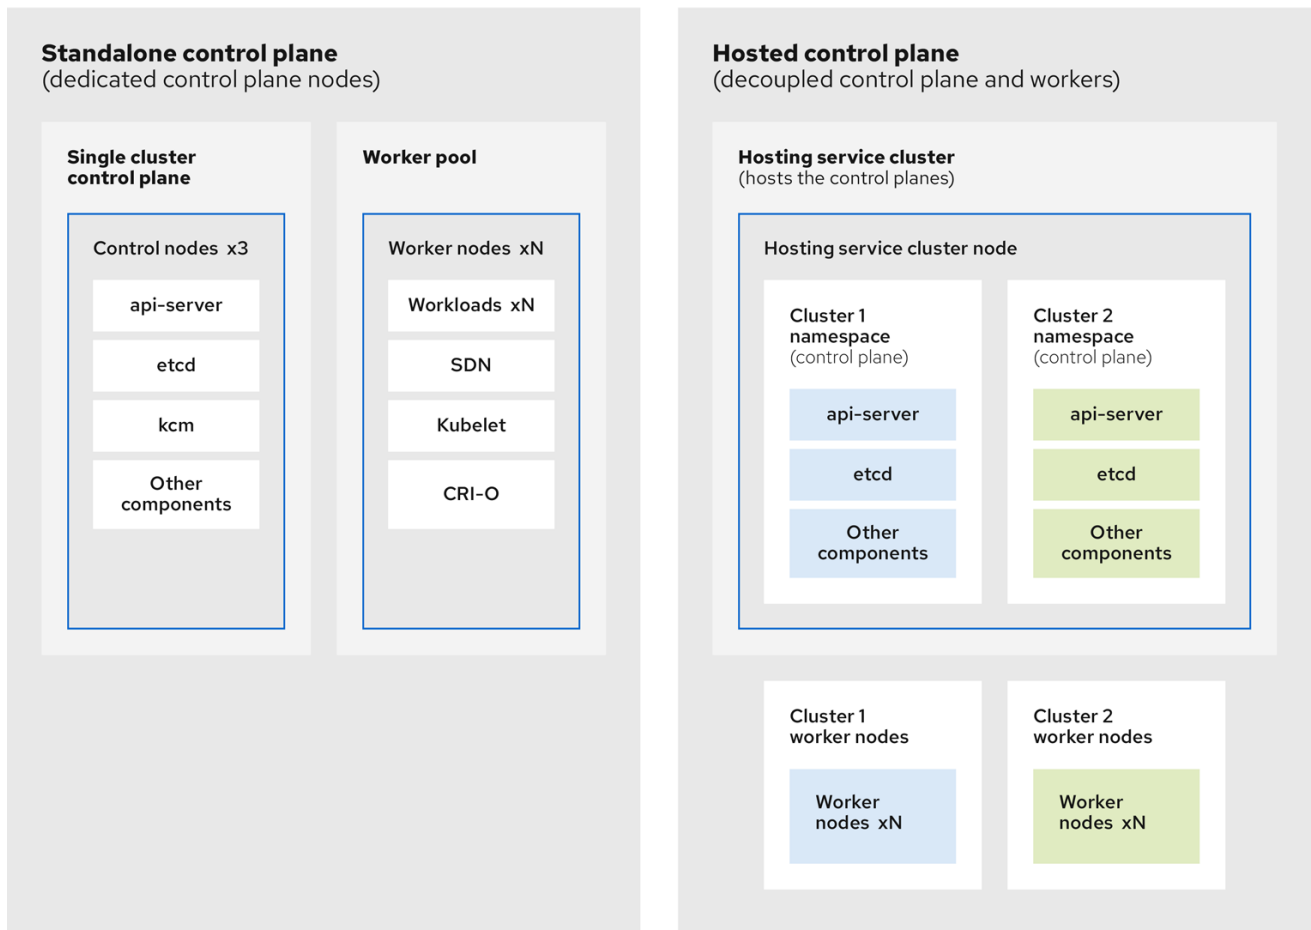 Standalone control plane
(dedicated control plane nodes)
Single cluster
control plane
Control nodes x3
api-server
etcd
kcm
Other
components
Worker pool
Worker nodes xN
Workloads xN
SDN
Kubelet
CRI-O
Hosted control plane
(decoupled control plane and workers)
Hosting service cluster
(hosts the control planes)
Hosting service cluster node
Cluster 1
namespace
(control plane)
api-server
etcd
Other
components
Cluster 2
namespace
(control plane)
api-server
etcd
Other
components
Cluster 1
worker nodes
Worker
nodes xN
Cluster 2
worker nodes
Worker
nodes xN